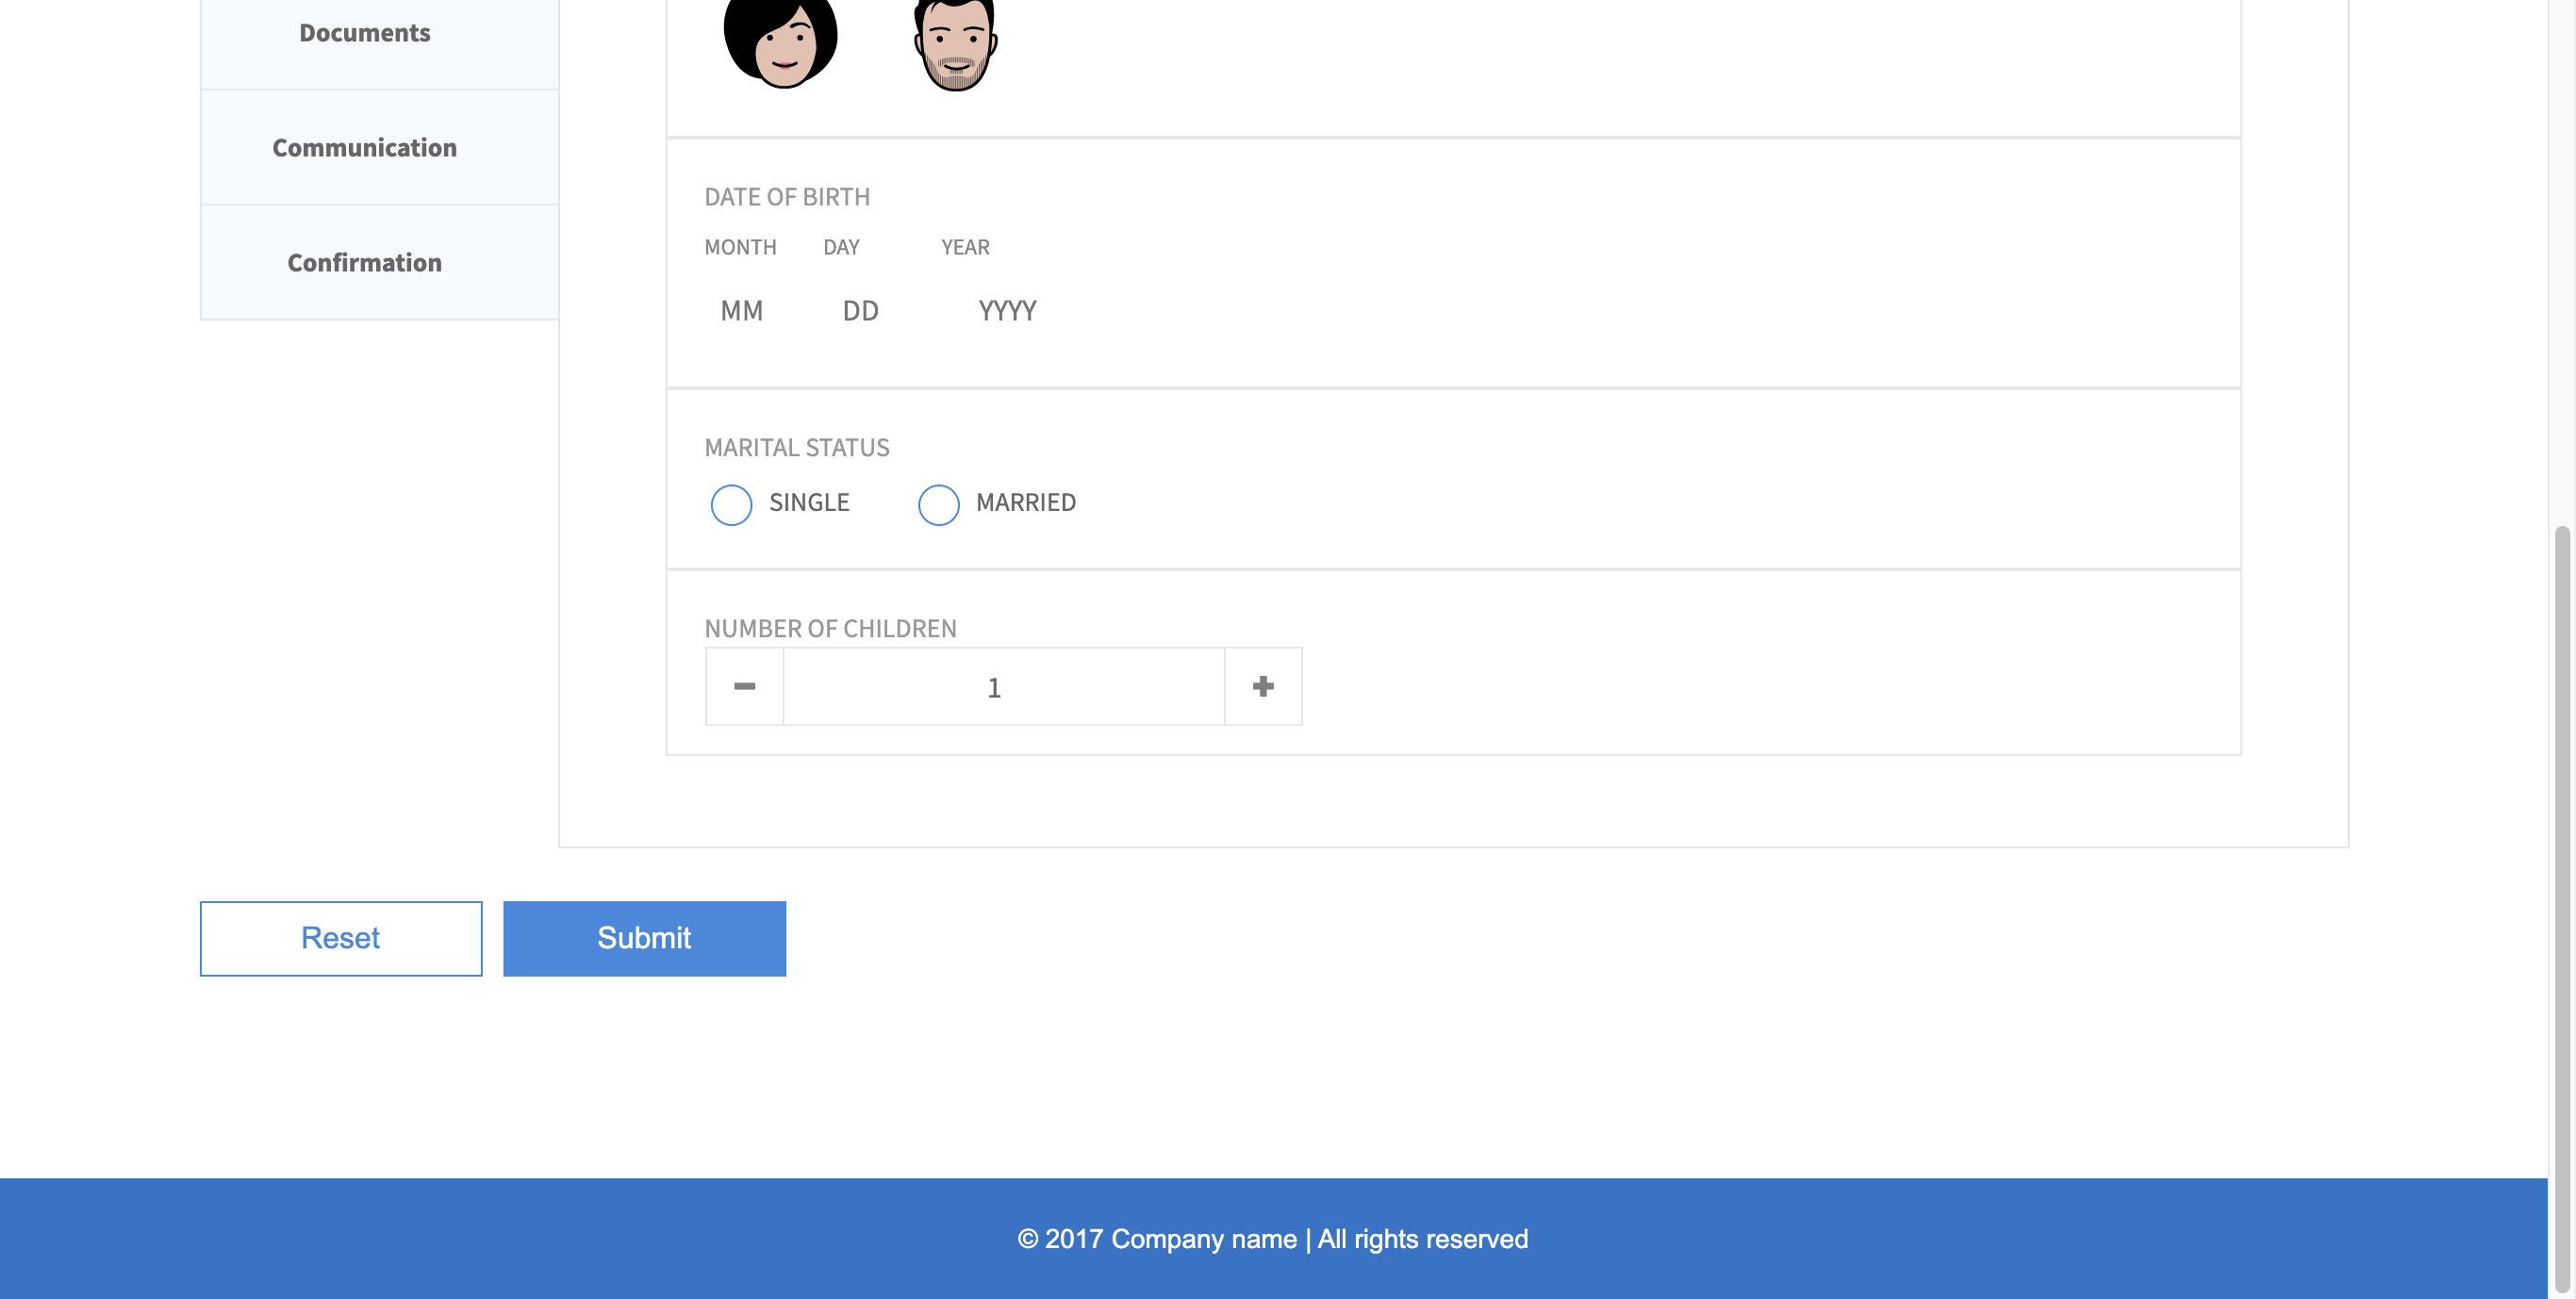 Documents
Communication
Confirmation
DATE OF BIRTH
MONTH DAY YEAR
MM DD YYYY
MARITAL STATUS
SINGLE MARRIED
NUMBER OF CHILDREN
1
Reset Submit
© 2017 Company name | All rights reserved